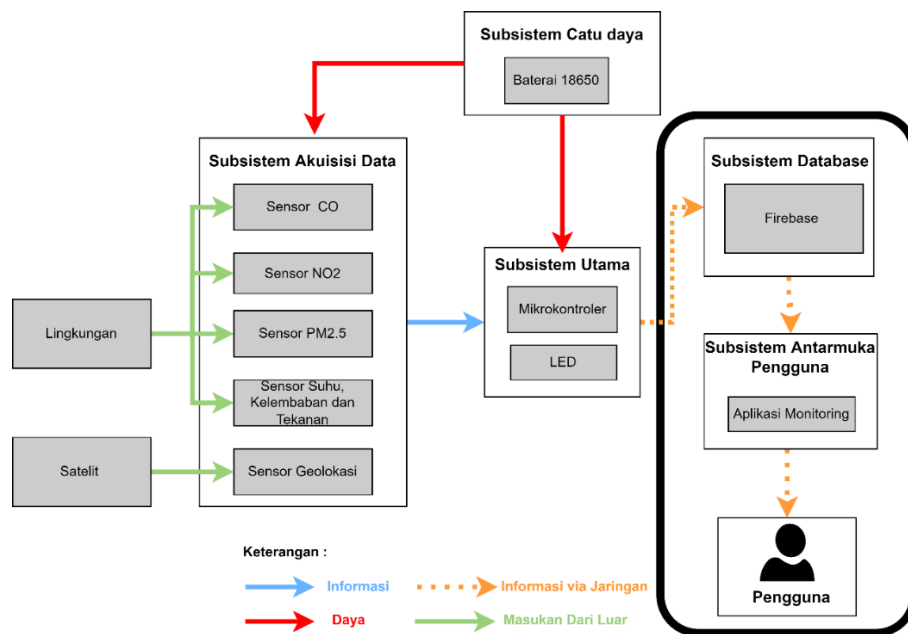 Subsistem Catu daya
Baterai 18650
Subsistem Akuisisi Data
Sensor CO
Sensor NO2
Sensor PM2.5
Sensor Suhu,
Kelembaban dan
Tekanan
Sensor Geolokasi
Lingkungan
Satelit
Subsistem Utama
Mikrokontroler
LED
Subsistem Database
Firebase
Subsistem Antarmuka
Pengguna
Aplikasi Monitoring
Pengguna
Keterangan :
Informasi
Informasi via Jaringan
Daya
Masukan Dari Luar